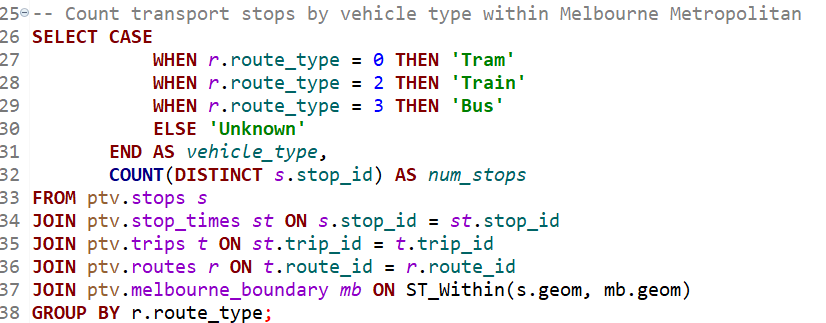 25 -- Count transport stops by vehicle type within Melbourne Metropolitan
26 SELECT CASE
27 WHEN r.route_type = 0 THEN 'Tram'
28 WHEN r.route_type = 2 THEN 'Train'
29 WHEN r.route_type = 3 THEN 'Bus'
30 ELSE 'Unknown'
31 END AS vehicle_type,
32 COUNT(DISTINCT s.stop_id) AS num_stops
33 FROM ptv.stops s
34 JOIN ptv.stop_times st ON s.stop_id = st.stop_id
35 JOIN ptv.trips t ON st.trip_id = t.trip_id
36 JOIN ptv.routes r ON t.route_id = r.route_id
37 JOIN ptv.melbourne_boundary mb ON ST_Within(s.geom, mb.geom)
38 GROUP BY r.route_type;